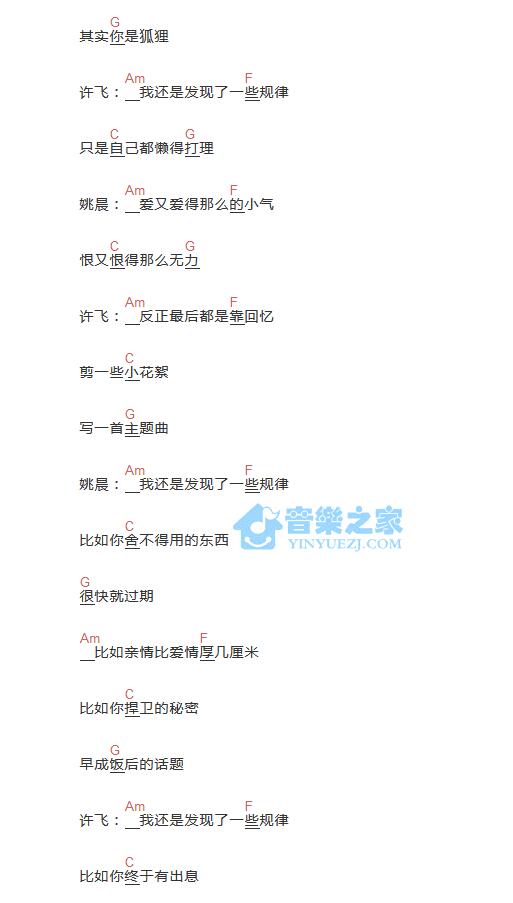 G
其实你是狐狸
Am F
许飞：__我还是发现了一些规律
C G
只是自己都懒得打理
Am F
姚晨：__爱又爱得那么的小气
C G
恨又恨得那么无力
Am F
许飞：__反正最后都是靠回忆
C
剪一些小花絮
G
写一首主题曲
Am F
姚晨：__我还是发现了一些规律
C
比如你舍不得用的东西
音樂之家
YINYUEZJ.COM
G
很快就过期
Am F
__比如亲情比爱情厚几厘米
C
比如你捍卫的秘密
G
早成饭后的话题
Am F
许飞：__我还是发现了一些规律
C
比如你终于有出息